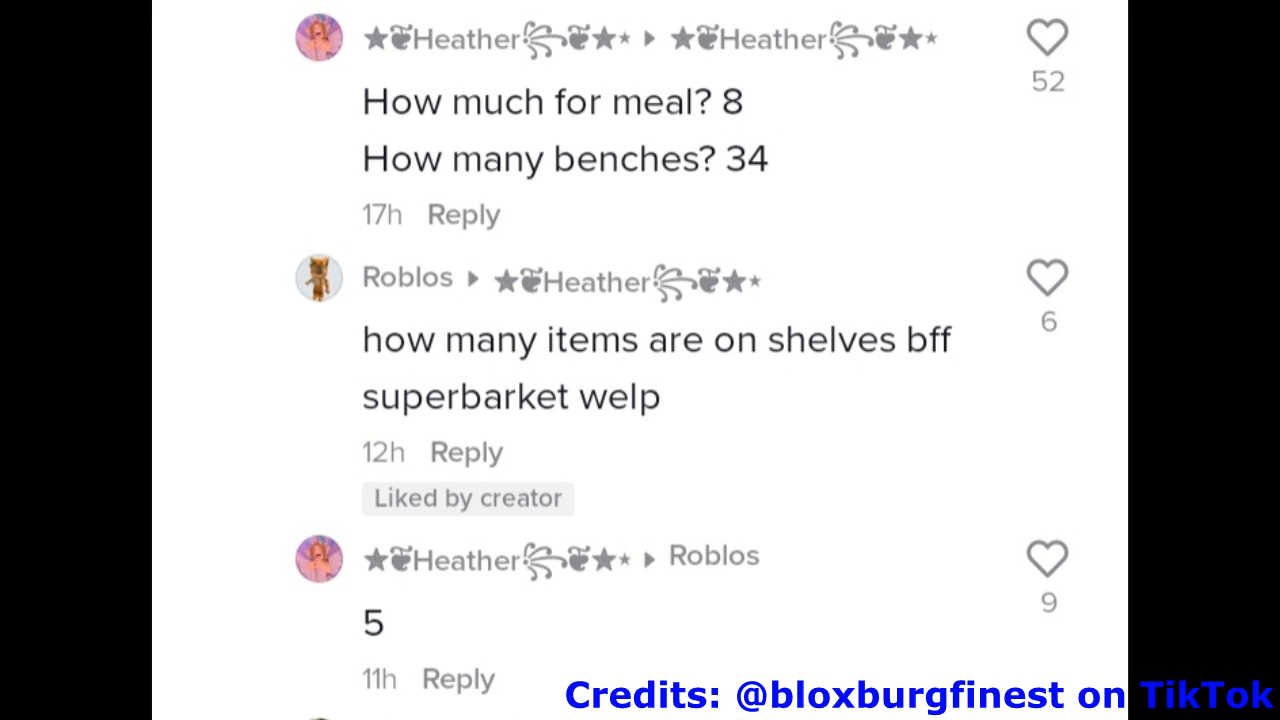 ★❦Heather꧂❦★⋆ ▸ ★❦Heather꧂❦★⋆
52
How much for meal? 8
How many benches? 34
17h Reply
Roblos ▸ ★❦Heather꧂❦★⋆
6
how many items are on shelves bff
superbarket welp
12h Reply
Liked by creator
★❦Heather꧂❦★⋆ ▸ Roblos
9
5
11h Reply
Credits: @bloxburgfinest on TikTok